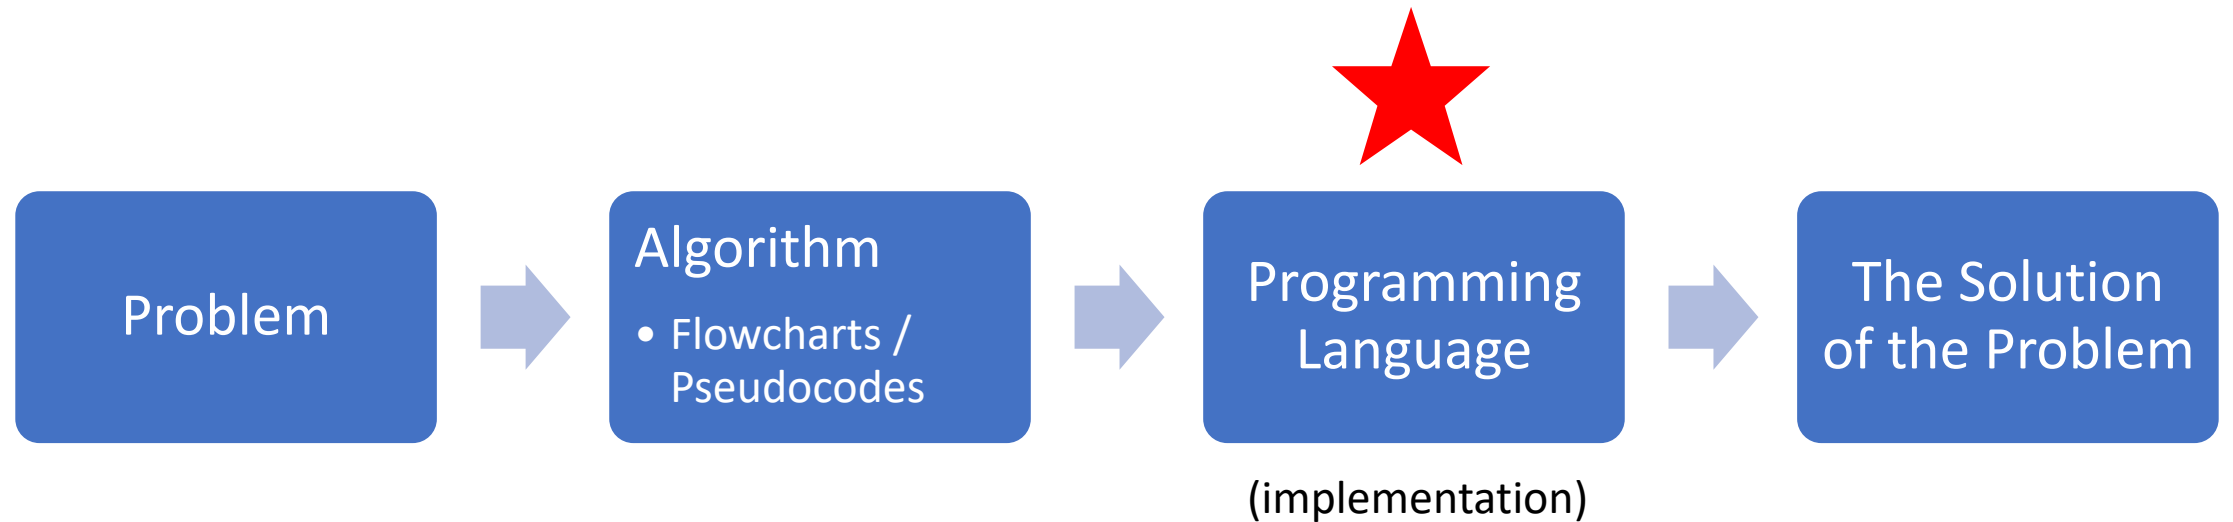 Problem
Algorithm
• Flowcharts /
Pseudocodes
Programming
Language
(implementation)
The Solution
of the Problem